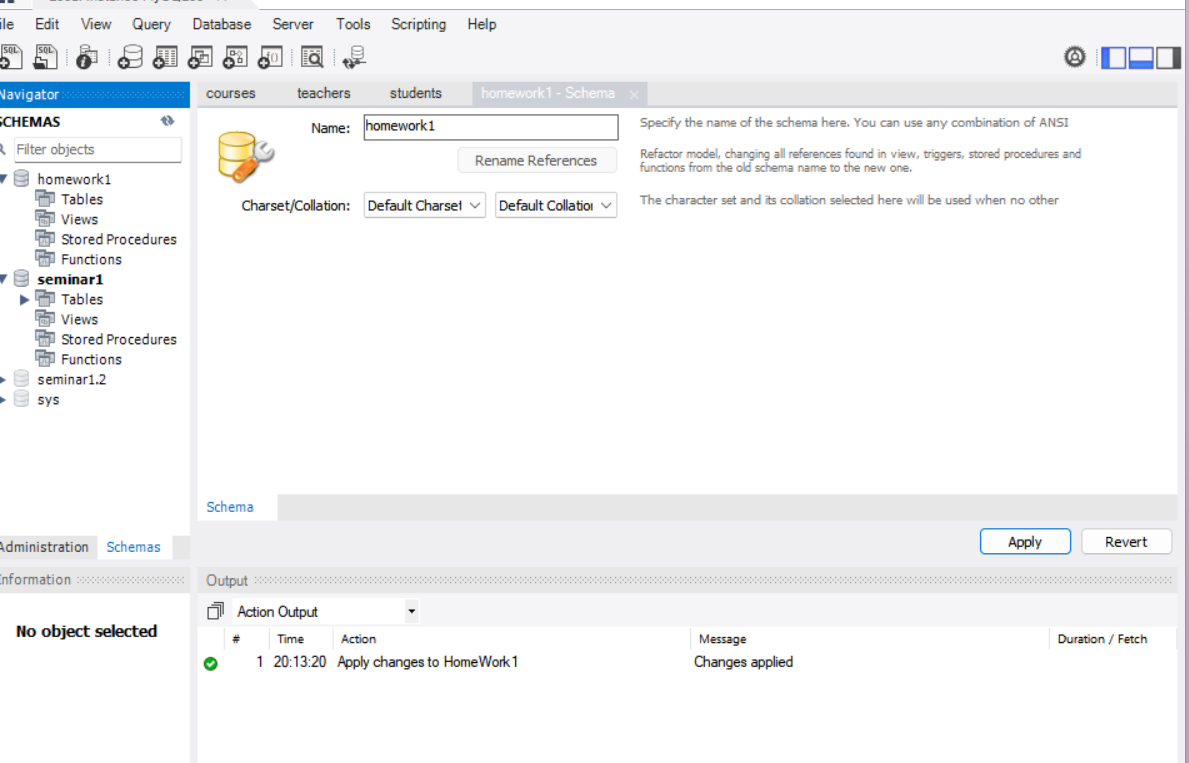 File Edit View Query Database Server Tools Scripting Help
SQL SQL
Navigator
courses teachers students homework1 - Schema
SCHEMAS
Filter objects
homework1
Tables
Views
Stored Procedures
Functions
seminar1
Tables
Views
Stored Procedures
Functions
seminar1.2
sys
Administration Schemas
Information
No object selected
Name: homework1
Specify the name of the schema here. You can use any combination of ANSI
Rename References
Refactor model, changing all references found in view, triggers, stored procedures and
functions from the old schema name to the new one.
Charset/Collation: Default Charset Default Collation
The character set and its collation selected here will be used when no other
Schema
Apply Revert
Output
Action Output
# Time Action Message Duration / Fetch
1 20:13:20 Apply changes to HomeWork1 Changes applied